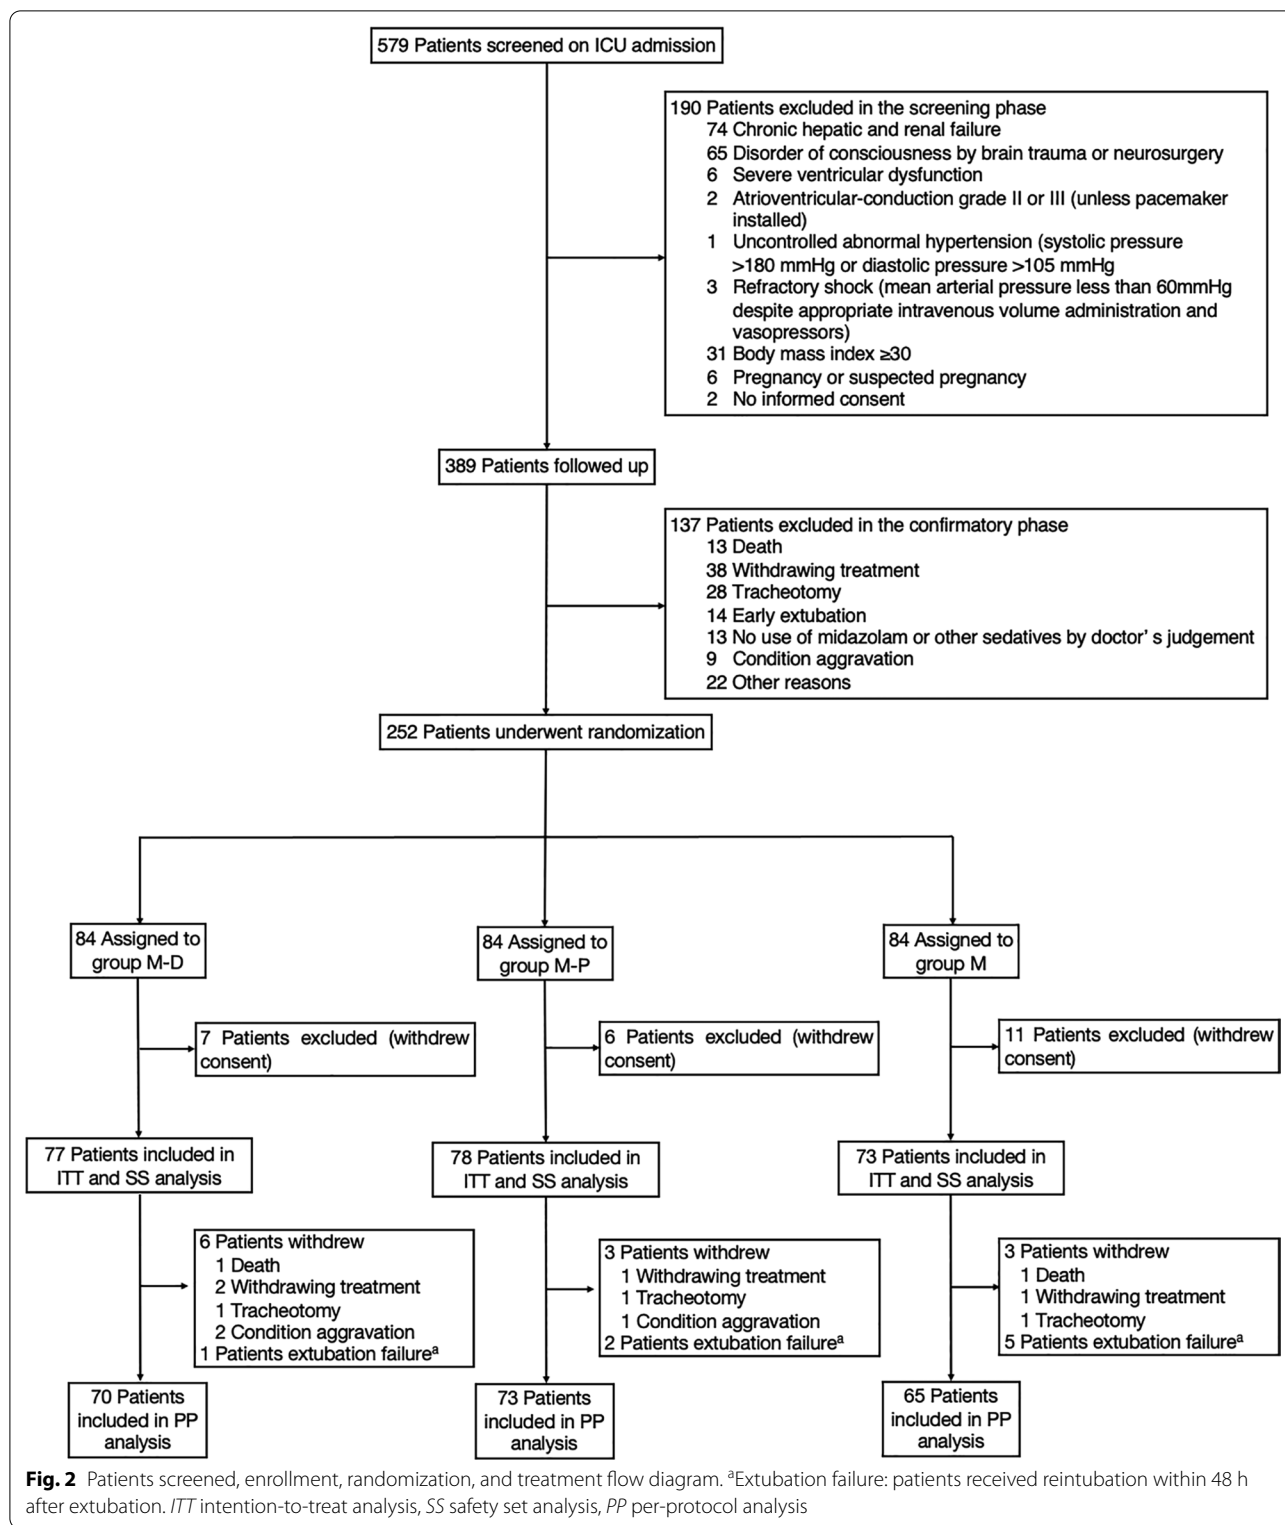 579 Patients screened on ICU admission
190 Patients excluded in the screening phase
74 Chronic hepatic and renal failure
65 Disorder of consciousness by brain trauma or neurosurgery
6 Severe ventricular dysfunction
2 Atrioventricular-conduction grade II or III (unless pacemaker
installed)
1 Uncontrolled abnormal hypertension (systolic pressure
>180 mmHg or diastolic pressure >105 mmHg
3 Refractory shock (mean arterial pressure less than 60mmHg
despite appropriate intravenous volume administration and
vasopressors)
31 Body mass index ≥30
6 Pregnancy or suspected pregnancy
2 No informed consent
389 Patients followed up
137 Patients excluded in the confirmatory phase
13 Death
38 Withdrawing treatment
28 Tracheotomy
14 Early extubation
13 No use of midazolam or other sedatives by doctor's judgement
9 Condition aggravation
22 Other reasons
252 Patients underwent randomization
84 Assigned to
group M-D
84 Assigned to
group M-P
84 Assigned to
group M
7 Patients excluded (withdrew
consent)
6 Patients excluded (withdrew
consent)
11 Patients excluded (withdrew
consent)
77 Patients included in
ITT and SS analysis
78 Patients included in
ITT and SS analysis
73 Patients included in
ITT and SS analysis
6 Patients withdrew
1 Death
2 Withdrawing treatment
1 Tracheotomy
2 Condition aggravation
1 Patients extubation failureᵃ
3 Patients withdrew
1 Withdrawing treatment
1 Tracheotomy
1 Condition aggravation
2 Patients extubation failureᵃ
3 Patients withdrew
1 Death
1 Withdrawing treatment
1 Tracheotomy
5 Patients extubation failureᵃ
70 Patients
included in PP
analysis
73 Patients
included in PP
analysis
65 Patients
included in PP
analysis
Fig. 2 Patients screened, enrollment, randomization, and treatment flow diagram. ᵃExtubation failure: patients received reintubation within 48 h
after extubation. ITT intention-to-treat analysis, SS safety set analysis, PP per-protocol analysis